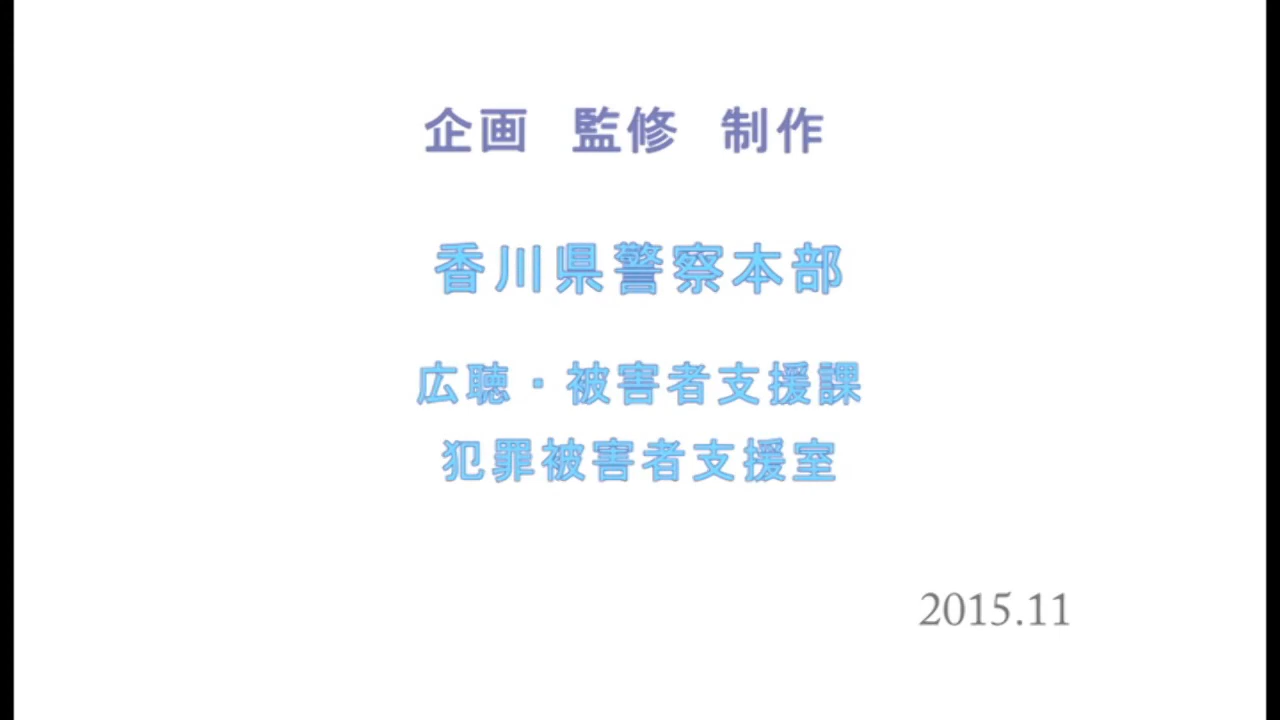 企画　監修　制作
香川県警察本部
広聴・被害者支援課
犯罪被害者支援室
2015.11